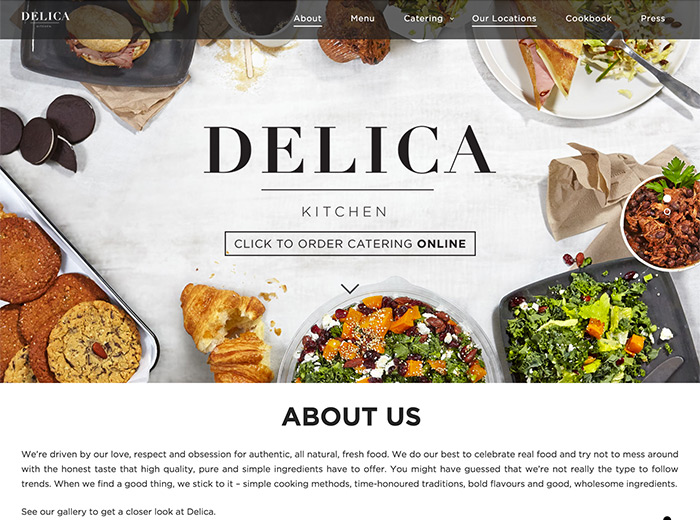 DELICA
KITCHEN
About Menu Catering Our Locations Cookbook Press
DELICA
KITCHEN
CLICK TO ORDER CATERING ONLINE
ABOUT US
We're driven by our love, respect and obsession for authentic, all natural, fresh food. We do our best to celebrate real food and try not to mess around
with the honest taste that high quality, pure and simple ingredients have to offer. You might have guessed that we're not really the type to follow
trends. When we find a good thing, we stick to it – simple cooking methods, time-honoured traditions, bold flavours and good, wholesome ingredients.
See our gallery to get a closer look at Delica.